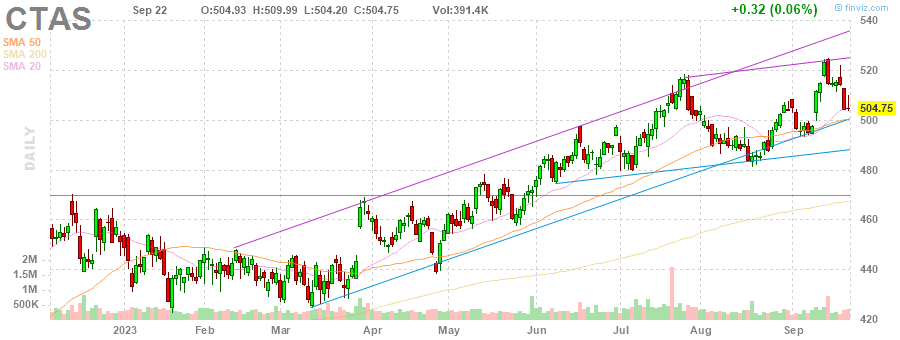 CTAS
Sep 22 O:504.93 H:509.99 L:504.20 C:504.75 Vol:391.4K
+0.32 (0.06%)
© finviz.com
SMA 50
SMA 200
SMA 20
DAILY
540
520
504.75
500
480
460
440
420
2M
1.5M
1M
500K
2023 Feb Mar Apr May Jun Jul Aug Sep